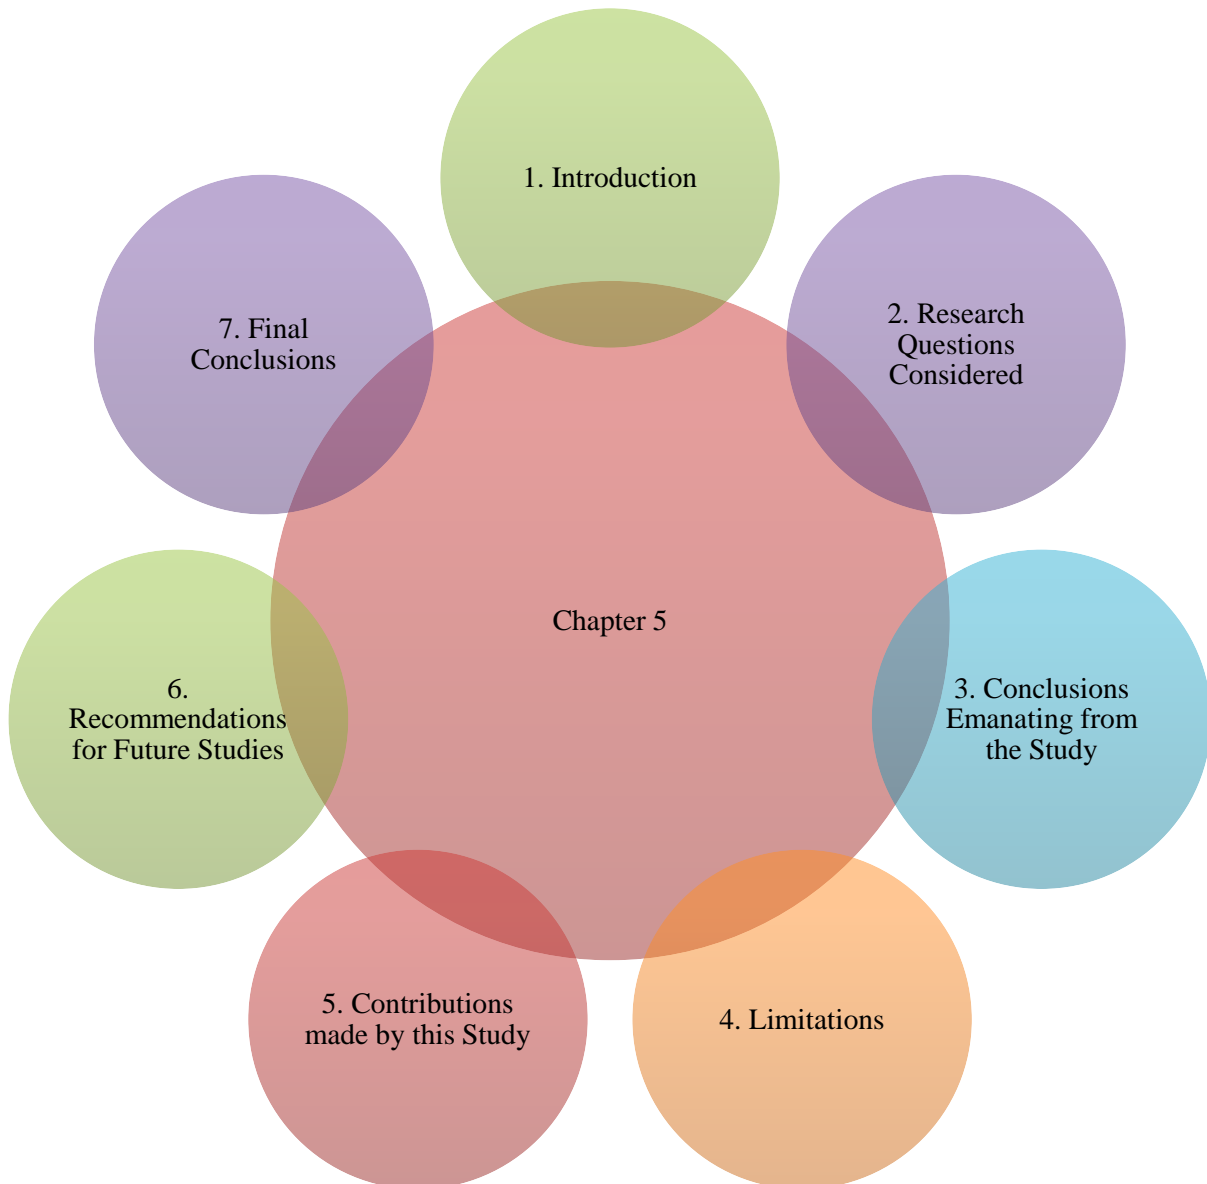 1. Introduction
2. Research
Questions
Considered
3. Conclusions
Emanating from
the Study
4. Limitations
5. Contributions
made by this Study
6.
Recommendations
for Future Studies
7. Final
Conclusions
Chapter 5